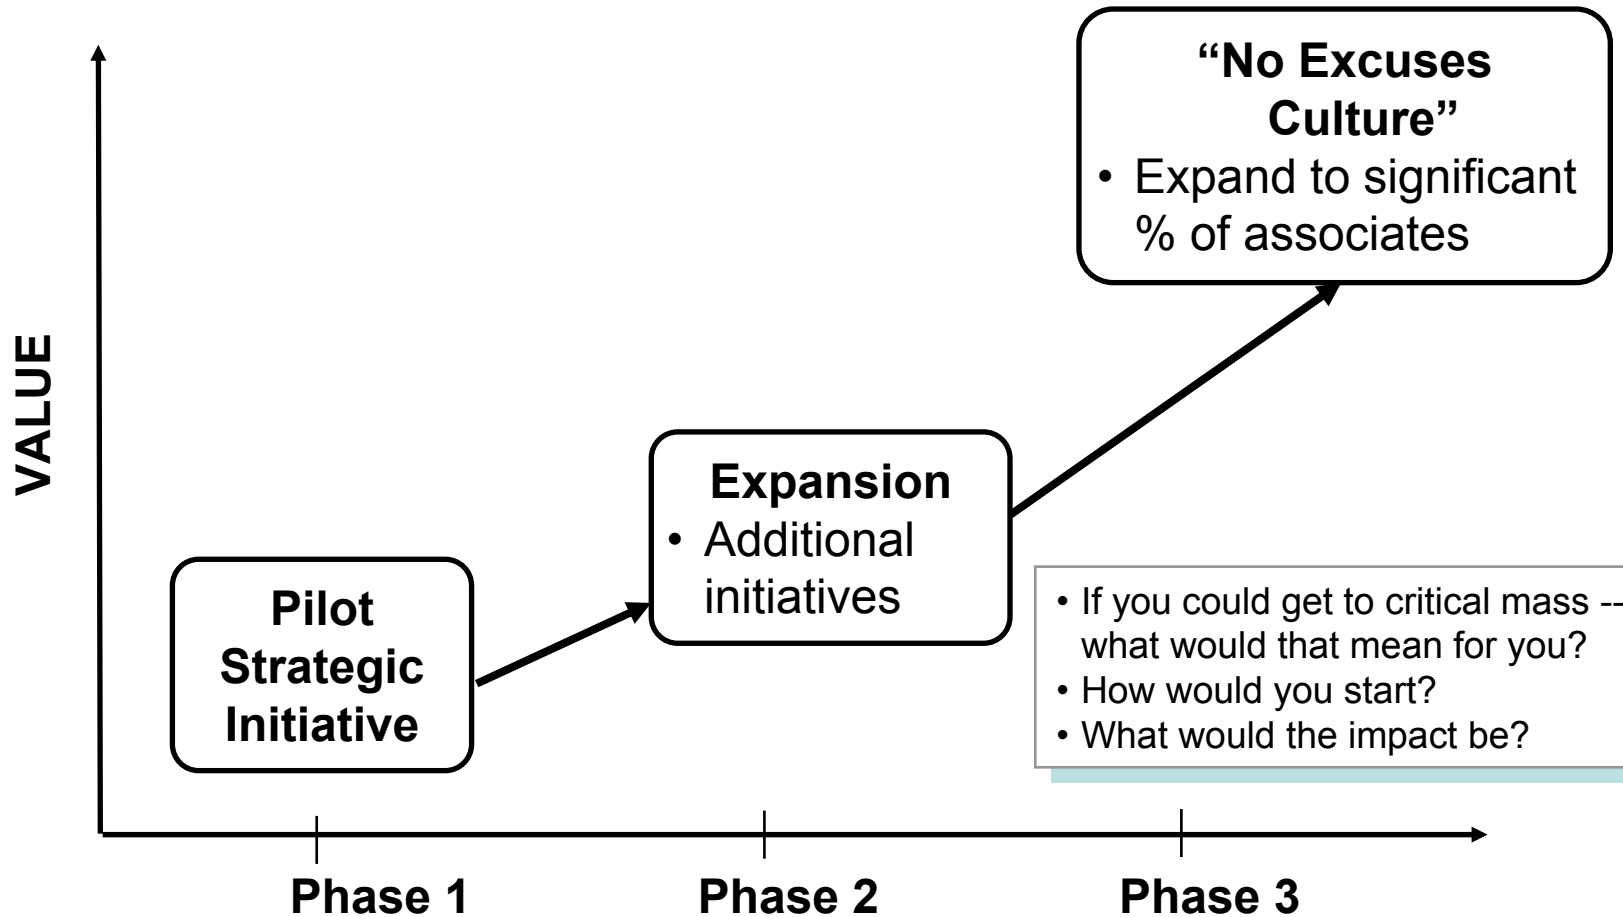 “No Excuses
Culture”
• Expand to significant
% of associates
VALUE
Expansion
• Additional
initiatives
Pilot
Strategic
Initiative
• If you could get to critical mass --
what would that mean for you?
• How would you start?
• What would the impact be?
Phase 1
Phase 2
Phase 3